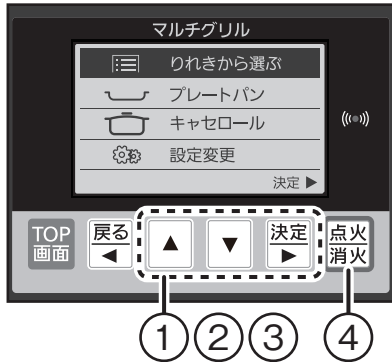 マルチグリル
りれきから選ぶ
プレートパン
キャセロール
設定変更
決定 ▶
TOP
画面
戻る
◀
▲
▼
決定
▶
点火
消火
① ② ③ ④